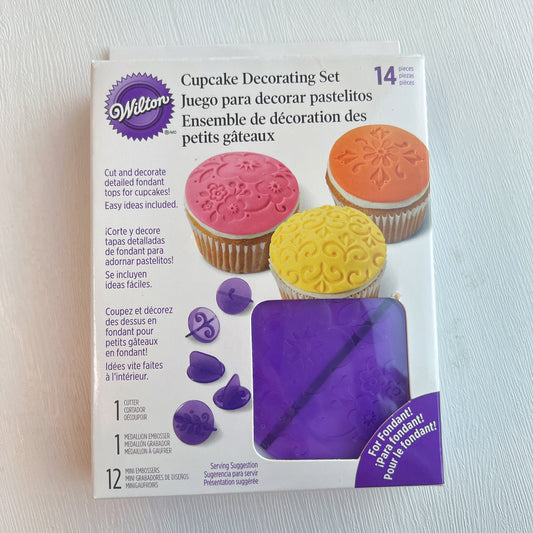 Wilton
Cupcake Decorating Set
Juego para decorar pastelitos
Ensemble de décoration des
petits gâteaux
14 pieces
piezas
pièces
Cut and decorate
detailed fondant
tops for cupcakes!
Easy ideas included.
¡Corte y decore
tapas detalladas
de fondant para
adornar pastelitos!
Se incluyen
ideas fáciles.
Coupez et décorez
des dessus en
fondant pour
petits gâteaux
en fondant!
Idées vite faites
à l'intérieur.
1 CUTTER
CORTADOR
DÉCOUPOIR
1 MEDALLION EMBOSSER
MEDALLÓN GRABADOR
MÉDAILLON À GAUFRER
12 MINI EMBOSSERS
MINI GRABADORES DE DISEÑOS
MINIGAUFROIRS
Serving Suggestion
Sugerencia para servir
Présentation suggérée
For Fondant!
¡Para fondant!
Pour le fondant!